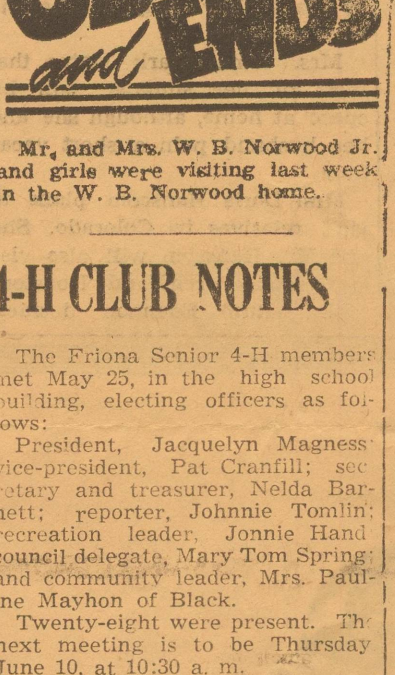 and ENDS
Mr. and Mrs. W. B. Norwood Jr.
and girls were visiting last week
in the W. B. Norwood home.
4-H CLUB NOTES
The Friona Senior 4-H members
met May 25, in the high school
building, electing officers as fol-
lows:
President, Jacquelyn Magness
vice-president, Pat Cranfill; sec
retary and treasurer, Nelda Bar-
nett; reporter, Johnnie Tomlin;
recreation leader, Jonnie Hand
council delegate, Mary Tom Spring;
and community leader, Mrs. Paul-
ine Mayhon of Black.
Twenty-eight were present. The
next meeting is to be Thursday
June 10, at 10:30 a. m.